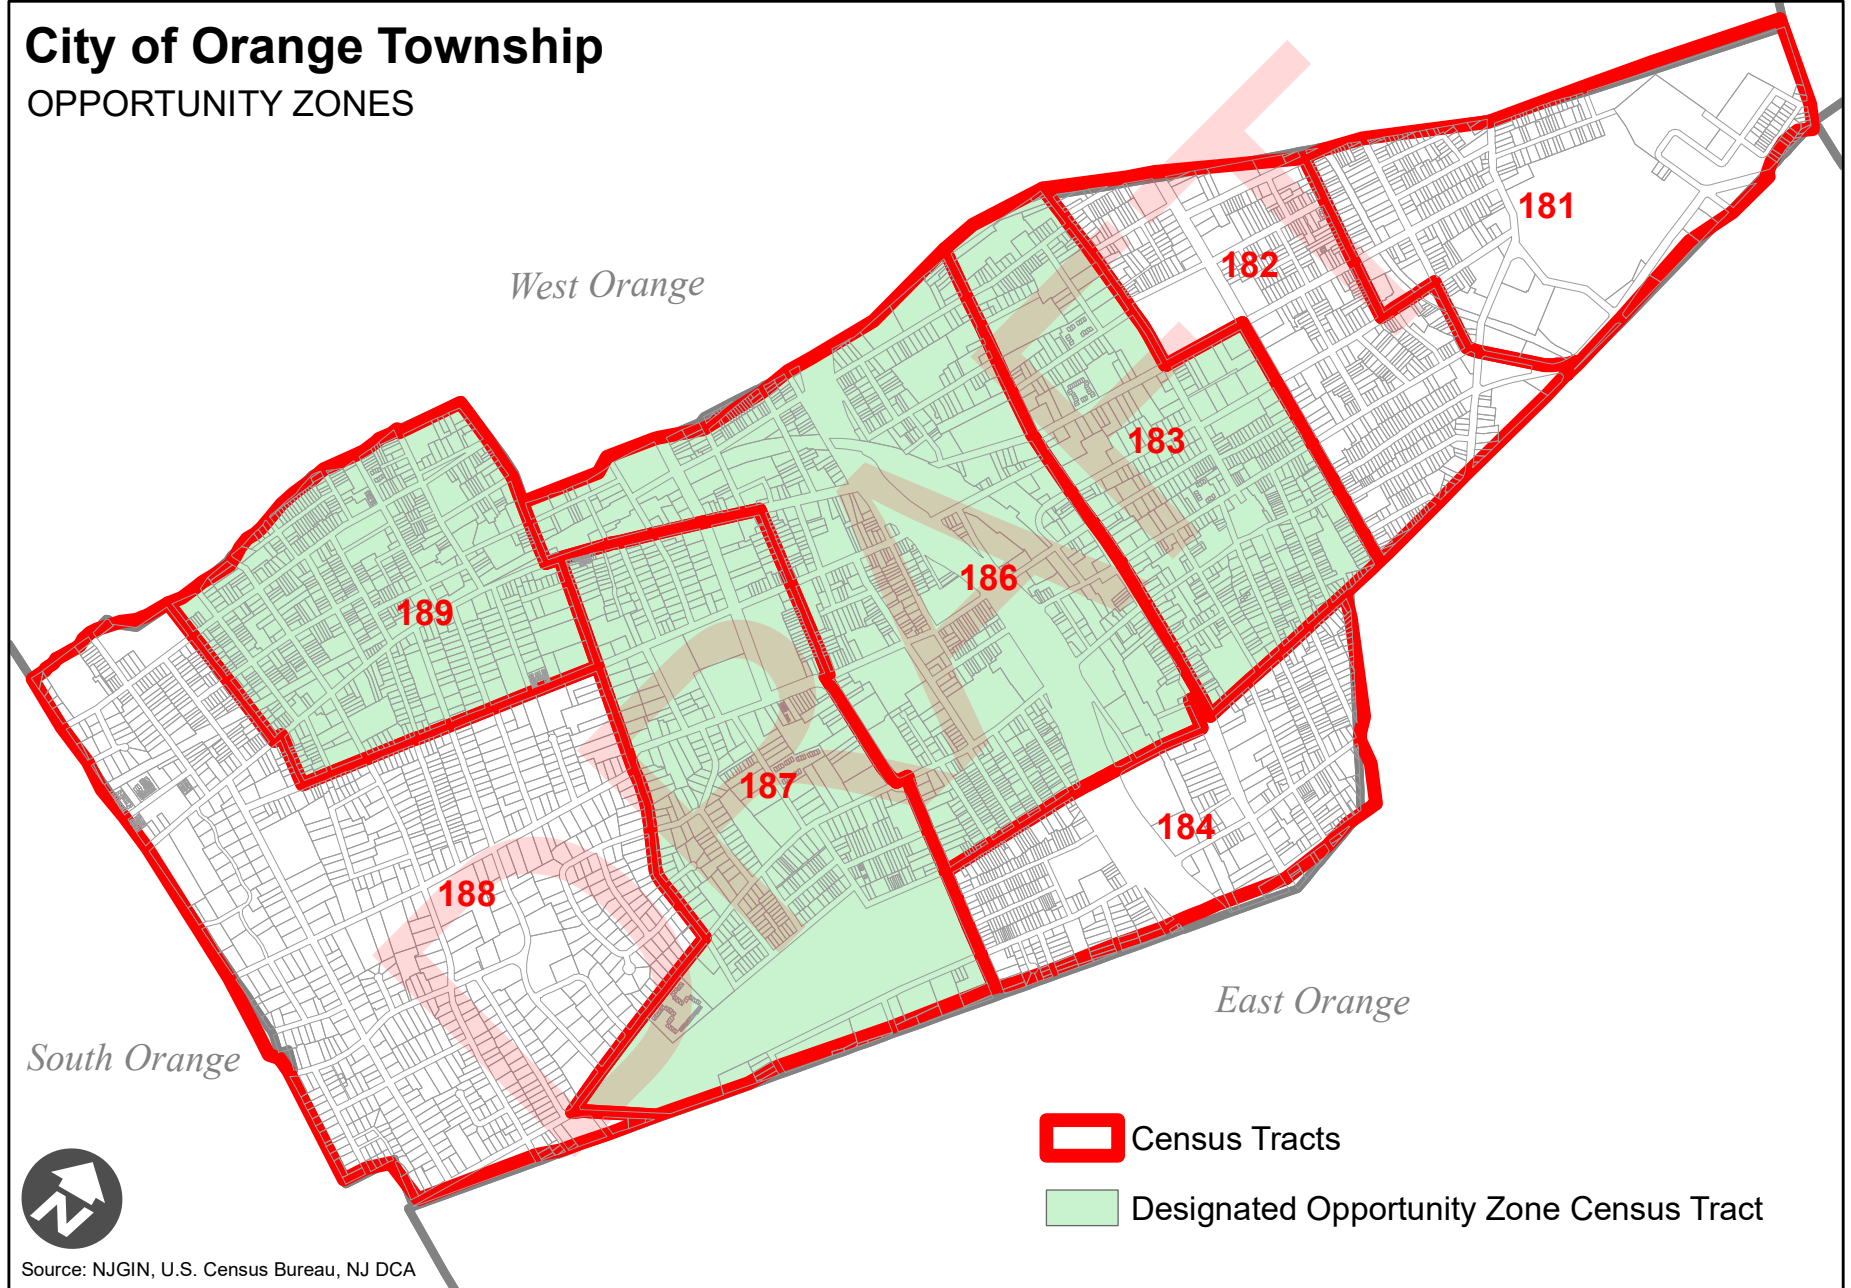 City of Orange Township
OPPORTUNITY ZONES
181
182
West Orange
183
186
189
187
184
188
East Orange
South Orange
DRAFT
Census Tracts
Designated Opportunity Zone Census Tract
N
Source: NJGIN, U.S. Census Bureau, NJ DCA